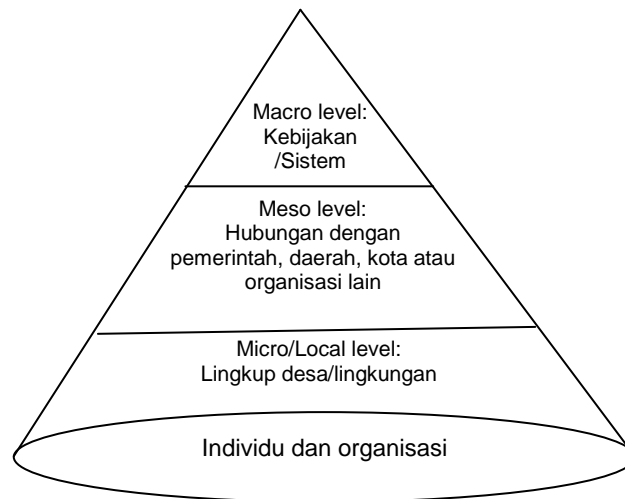 Macro level:
Kebijakan
/Sistem
Meso level:
Hubungan dengan
pemerintah, daerah, kota atau
organisasi lain
Micro/Local level:
Lingkup desa/lingkungan
Individu dan organisasi